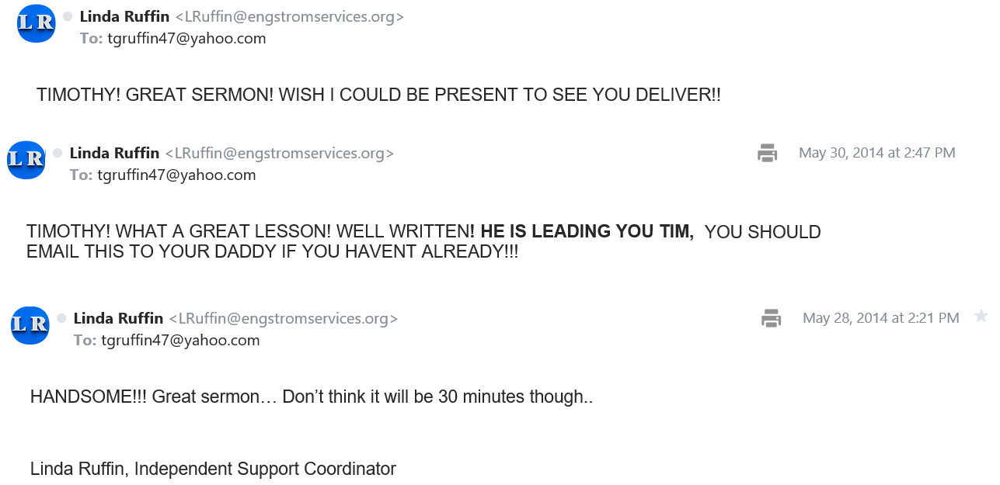 LR Linda Ruffin <LRuffin@engstromservices.org>
To: tgruffin47@yahoo.com
TIMOTHY! GREAT SERMON! WISH I COULD BE PRESENT TO SEE YOU DELIVER!!
LR Linda Ruffin <LRuffin@engstromservices.org> May 30, 2014 at 2:47 PM
To: tgruffin47@yahoo.com
TIMOTHY! WHAT A GREAT LESSON! WELL WRITTEN! HE IS LEADING YOU TIM, YOU SHOULD
EMAIL THIS TO YOUR DADDY IF YOU HAVENT ALREADY!!!
LR Linda Ruffin <LRuffin@engstromservices.org> May 28, 2014 at 2:21 PM
To: tgruffin47@yahoo.com
HANDSOME!!! Great sermon… Don’t think it will be 30 minutes though..
Linda Ruffin, Independent Support Coordinator